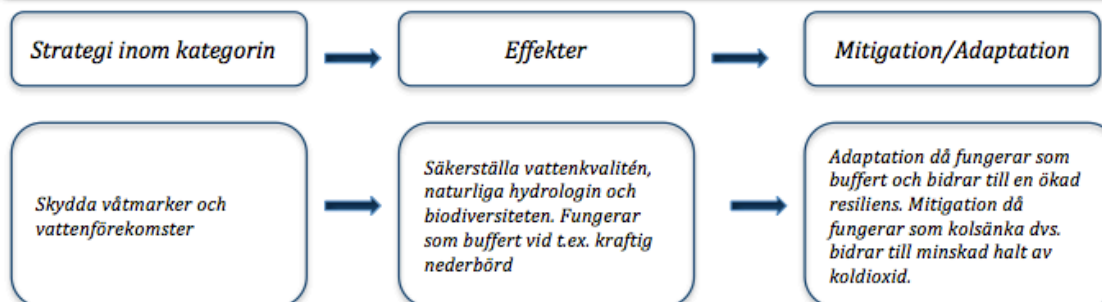 Strategi inom kategorin
Effekter
Mitigation/Adaptation
Skydda våtmarker och
vattenförekomster
Säkerställa vattenkvalitén,
naturliga hydrologin och
biodiversiteten. Fungerar
som buffert vid t.ex. kraftig
nederbörd
Adaptation då fungerar som
buffert och bidrar till en ökad
resiliens. Mitigation då
fungerar som kolsänka dvs.
bidrar till minskad halt av
koldioxid.